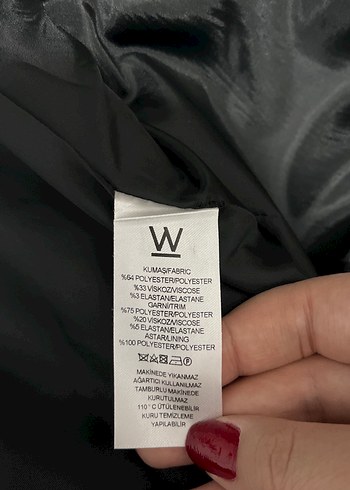 W
KUMAŞ/FABRIC
%64 POLYESTER/POLYESTER
%33 VİSKOZ/VISCOSE
%3 ELASTAN/ELASTANE
GARNİ/TRIM
%75 POLYESTER/POLYESTER
%20 VİSKOZ/VISCOSE
%5 ELASTAN/ELASTANE
ASTAR/LINING
%100 POLYESTER/POLYESTER
P
MAKİNEDE YIKANMAZ
AĞARTICI KULLANILMAZ
TAMBURLU MAKİNEDE
KURUTULMAZ
110°C ÜTÜLENEBİLİR
KURU TEMİZLEME
YAPILABİLİR